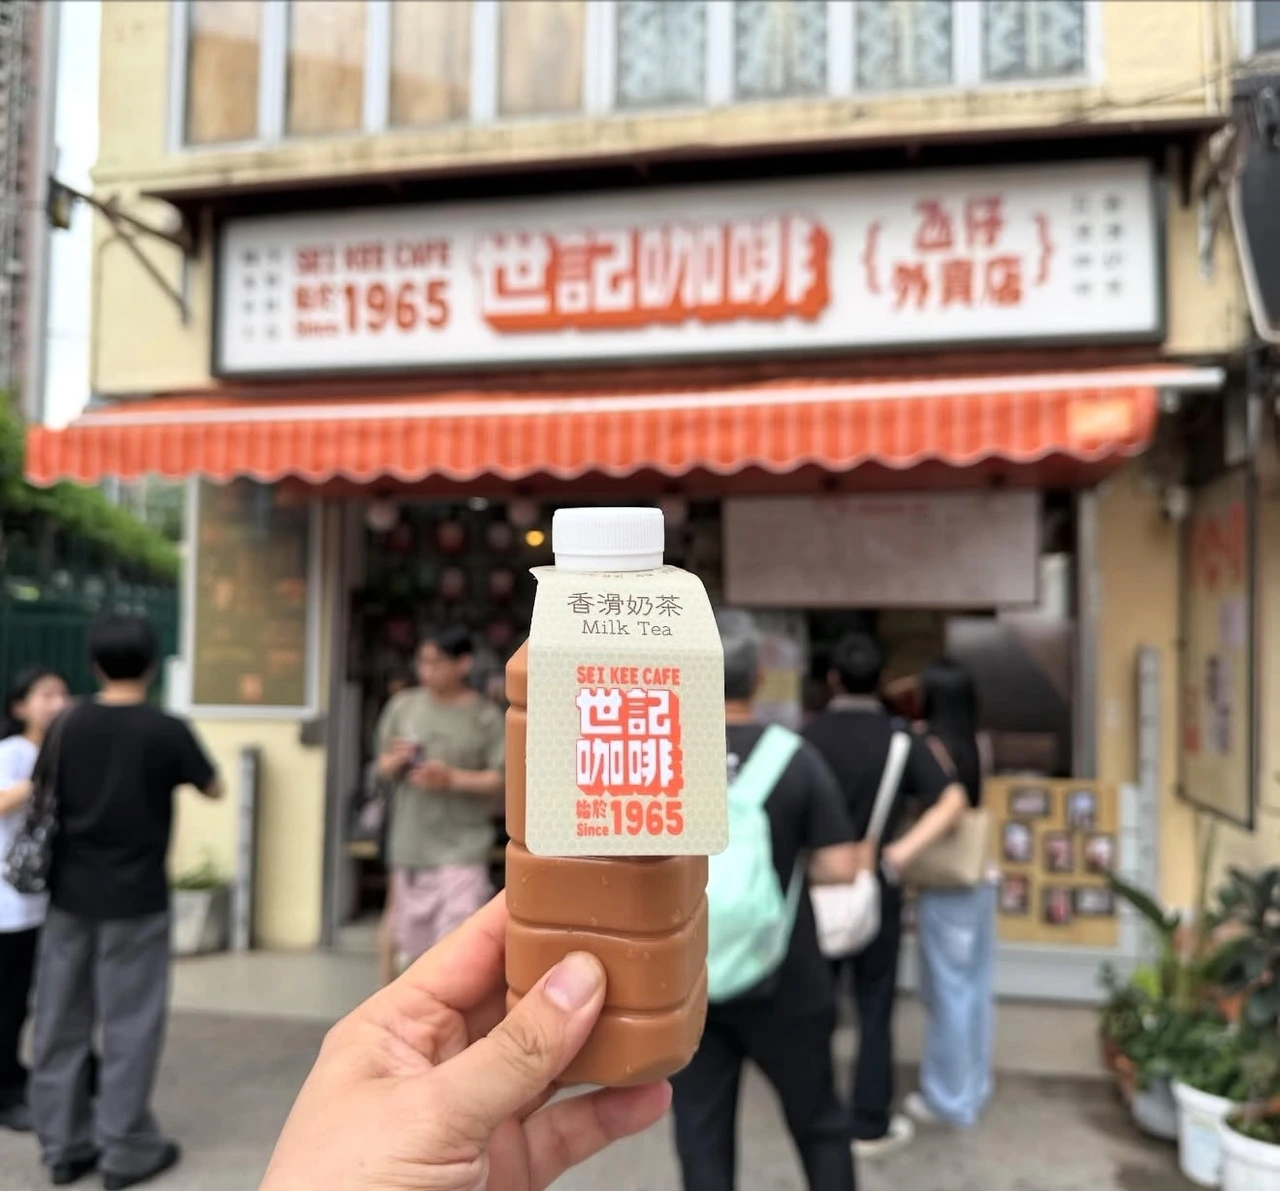 SEI KEE CAFE
始於
Since 1965
世記咖啡
氹仔
外賣店
香滑奶茶
Milk Tea
SEI KEE CAFE
世記
咖啡
始於
Since 1965